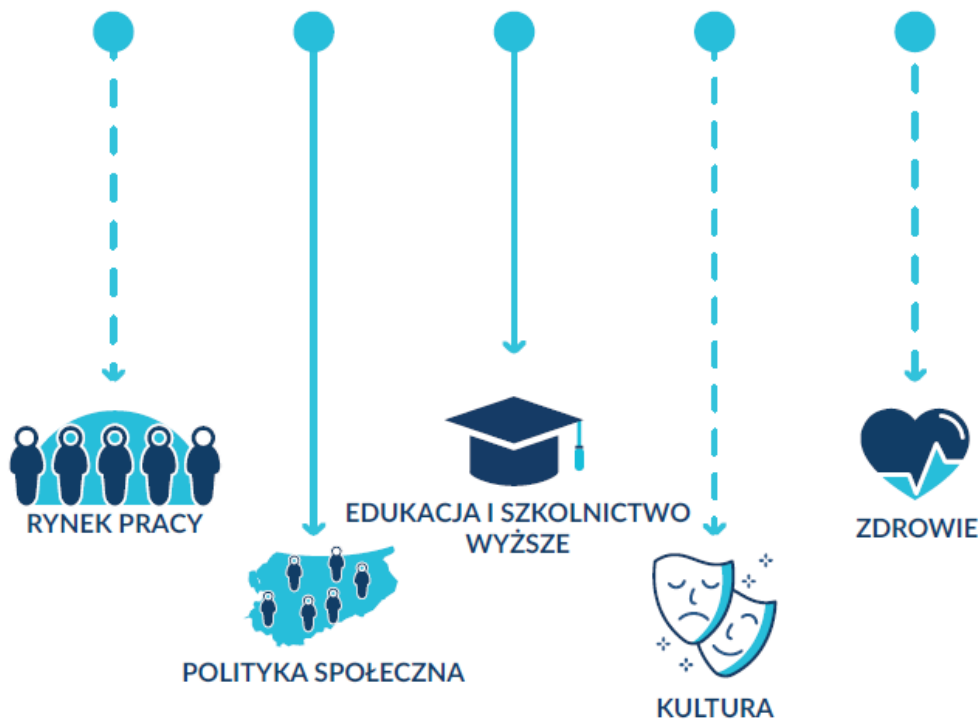 RYNEK PRACY
POLITYKA SPOŁECZNA
EDUKACJA I SZKOLNICTWO
WYŻSZE
KULTURA
ZDROWIE